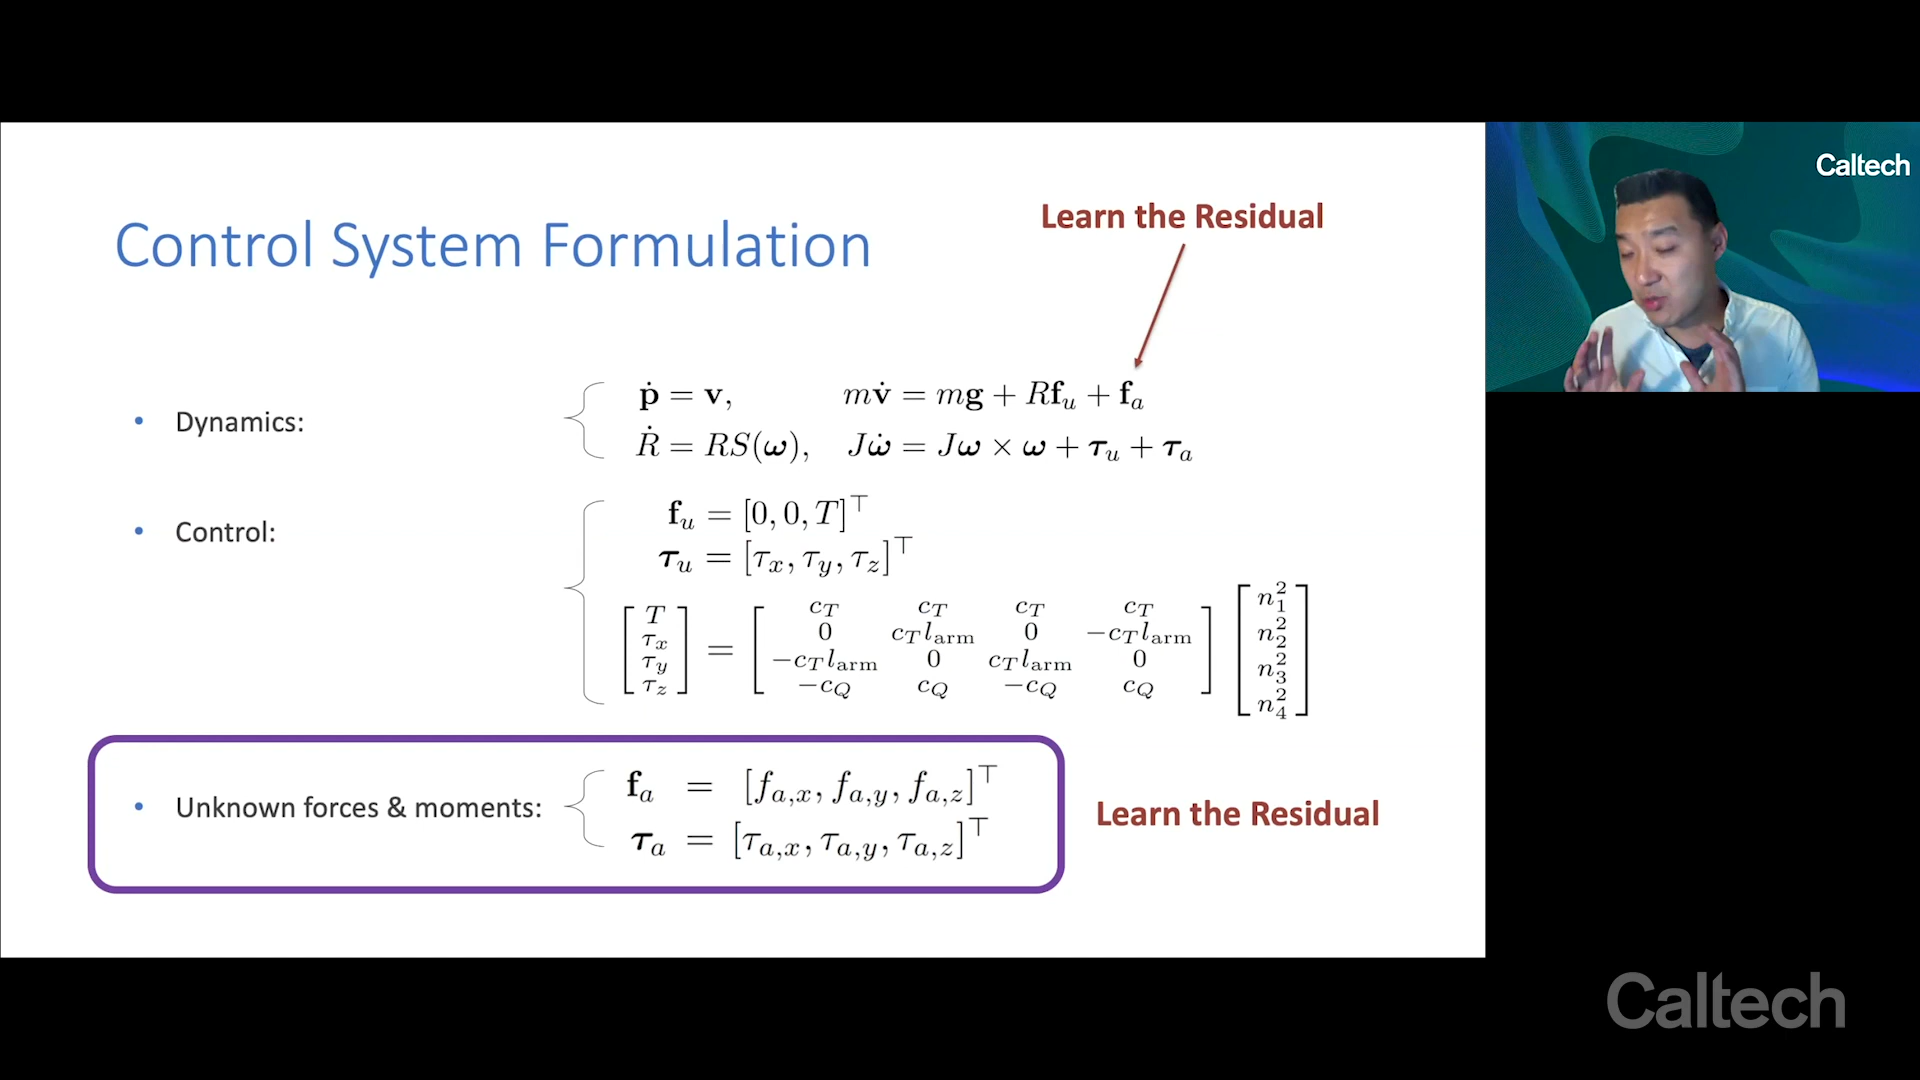 Caltech
Learn the Residual
Control System Formulation
• Dynamics:
ṗ = v, mv̇ = mg + Rf_u + f_a
Ṙ = RS(ω), Jω̇ = Jω × ω + τ_u + τ_a
• Control:
f_u = [0, 0, T]^⊤
τ_u = [τ_x, τ_y, τ_z]^⊤
[T τ_x τ_y τ_z] = [c_T c_T c_T c_T
0 c_T l_arm 0 −c_T l_arm
−c_T l_arm 0 c_T l_arm 0
−c_Q c_Q −c_Q c_Q] [n_1^2 n_2^2 n_3^2 n_4^2]
• Unknown forces & moments:
f_a = [f_{a,x}, f_{a,y}, f_{a,z}]^⊤
τ_a = [τ_{a,x}, τ_{a,y}, τ_{a,z}]^⊤
Learn the Residual
Caltech